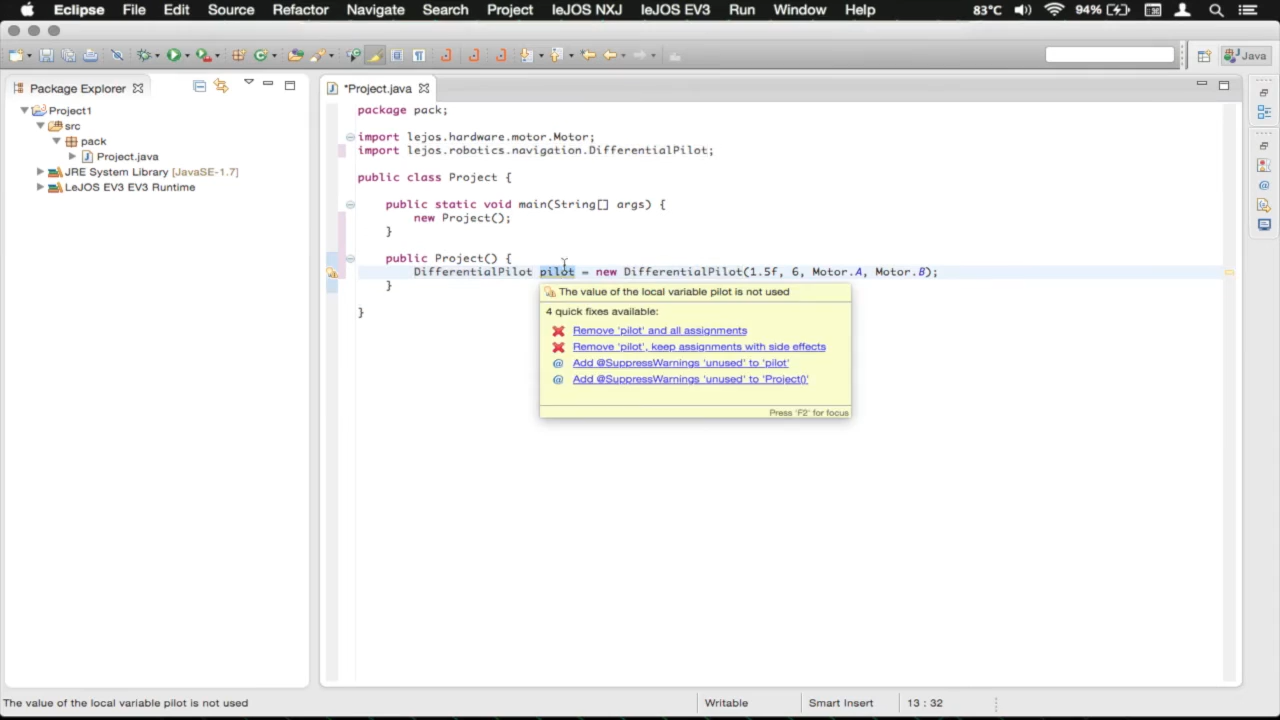 Eclipse File Edit Source Refactor Navigate Search Project leJOS NXJ leJOS EV3 Run Window Help 83°C 94%
Java
Package Explorer
Project1
src
pack
Project.java
JRE System Library [JavaSE-1.7]
LeJOS EV3 EV3 Runtime
*Project.java
package pack;
import lejos.hardware.motor.Motor;
import lejos.robotics.navigation.DifferentialPilot;
public class Project {
public static void main(String[] args) {
new Project();
}
public Project() {
DifferentialPilot pilot = new DifferentialPilot(1.5f, 6, Motor.A, Motor.B);
}
}
The value of the local variable pilot is not used
4 quick fixes available:
Remove 'pilot' and all assignments
Remove 'pilot', keep assignments with side effects
Add @SuppressWarnings 'unused' to 'pilot'
Add @SuppressWarnings 'unused' to 'Project()'
Press 'F2' for focus
The value of the local variable pilot is not used
Writable
Smart Insert
13 : 32